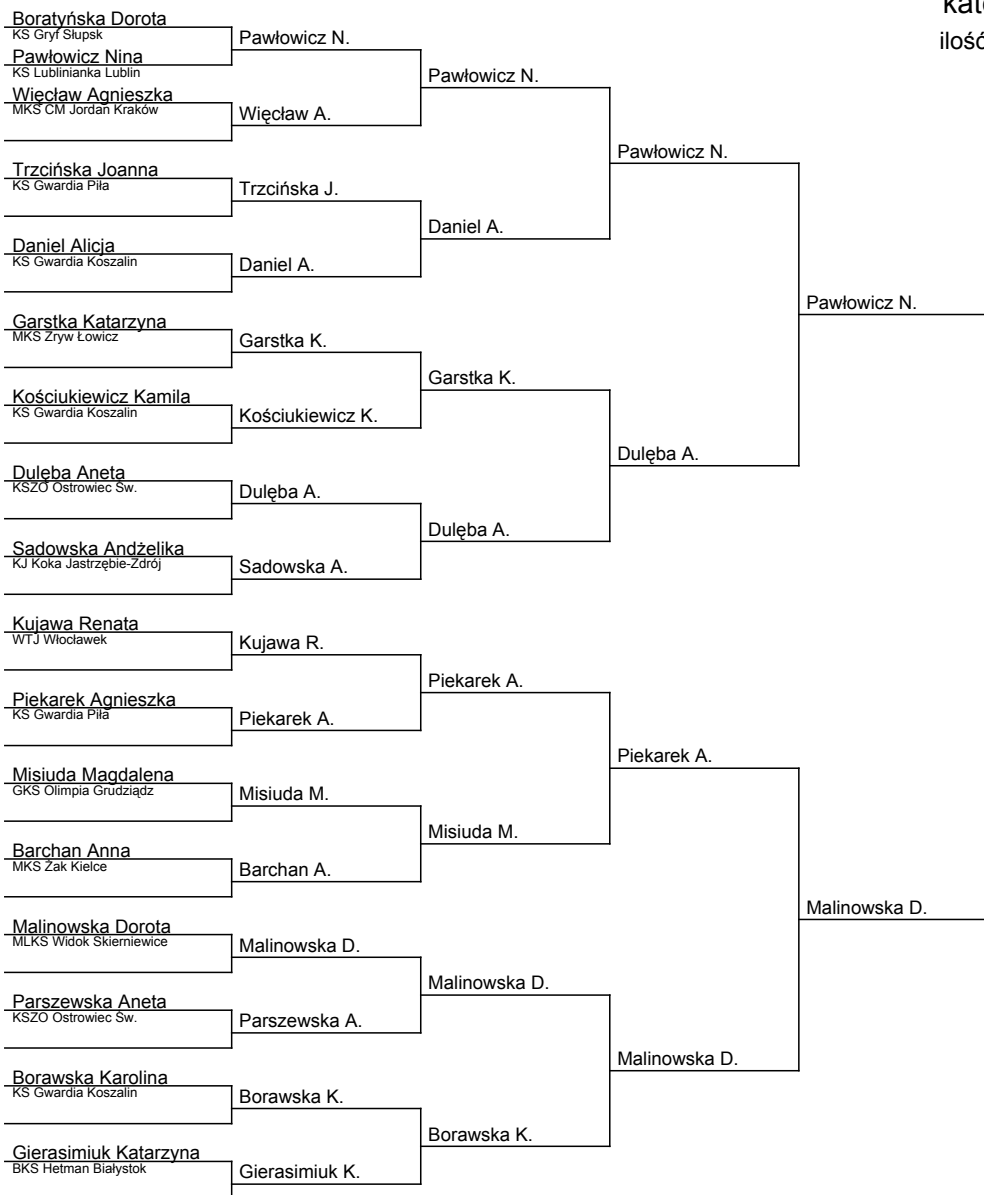 kate
ilość
Boratyńska Dorota
KS Gryf Słupsk
Pawłowicz Nina
KS Lublinianka Lublin
Więcław Agnieszka
MKS CM Jordan Kraków
Trzcińska Joanna
KS Gwardia Piła
Daniel Alicja
KS Gwardia Koszalin
Garstka Katarzyna
MKS Zryw Łowicz
Kościukiewicz Kamila
KS Gwardia Koszalin
Dulęba Aneta
KSZO Ostrowiec Św.
Sadowska Andżelika
KJ Koka Jastrzębie-Zdrój
Kujawa Renata
WTJ Włocławek
Piekarek Agnieszka
KS Gwardia Piła
Misiuda Magdalena
GKS Olimpia Grudziądz
Barchan Anna
MKS Żak Kielce
Malinowska Dorota
MLKS Widok Skierniewice
Parszewska Aneta
KSZO Ostrowiec Św.
Borawska Karolina
KS Gwardia Koszalin
Gierasimiuk Katarzyna
BKS Hetman Białystok
Pawłowicz N.
Więcław A.
Trzcińska J.
Daniel A.
Garstka K.
Kościukiewicz K.
Dulęba A.
Sadowska A.
Kujawa R.
Piekarek A.
Misiuda M.
Barchan A.
Malinowska D.
Parszewska A.
Borawska K.
Gierasimiuk K.
Pawłowicz N.
Daniel A.
Garstka K.
Dulęba A.
Piekarek A.
Misiuda M.
Malinowska D.
Borawska K.
Pawłowicz N.
Dulęba A.
Piekarek A.
Malinowska D.
Pawłowicz N.
Malinowska D.